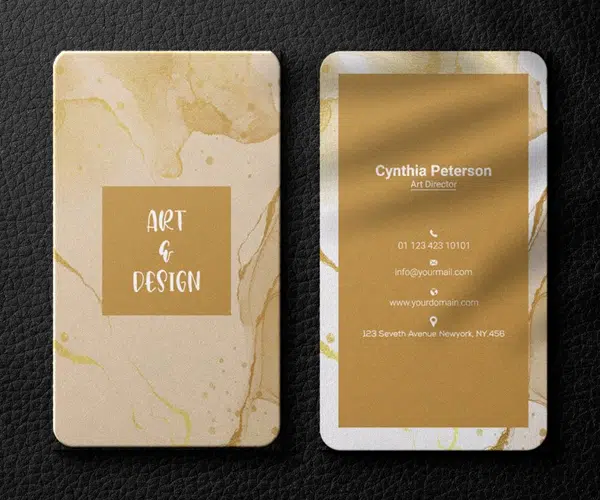 ART
&
DESIGN
Cynthia Peterson
Art Director
01 123 423 10101
info@yourmail.com
www.yourdomain.com
123 Seveth Avenue Newyork, NY.456